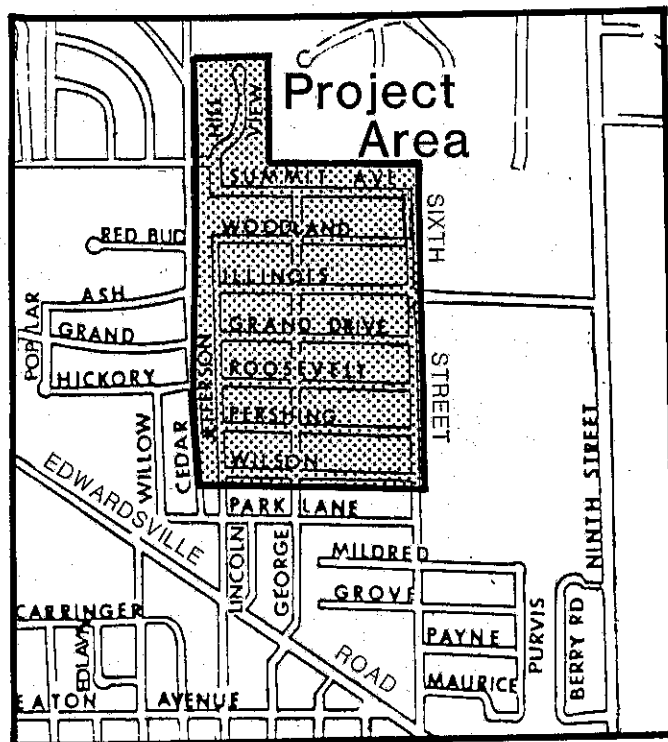 Project
Area
HILL
VIEW
SUMMIT AVE
SIXTH
WOODLAND
RED BUD
ILLINOIS
ASH
POPLAR
GRAND
GRAND DRIVE
JEFFERSON
STREET
ROOSEVELT
HICKORY
PERSHING
WILLOW
CEDAR
WILSON
EDWARDSVILLE
NINTH STREET
PARK LANE
LINCOLN
GEORGE
MILDRED
GROVE
CARRINGER
PURVIS
BERRY RD
PAYNE
ROAD
MAURICE
EATON AVENUE